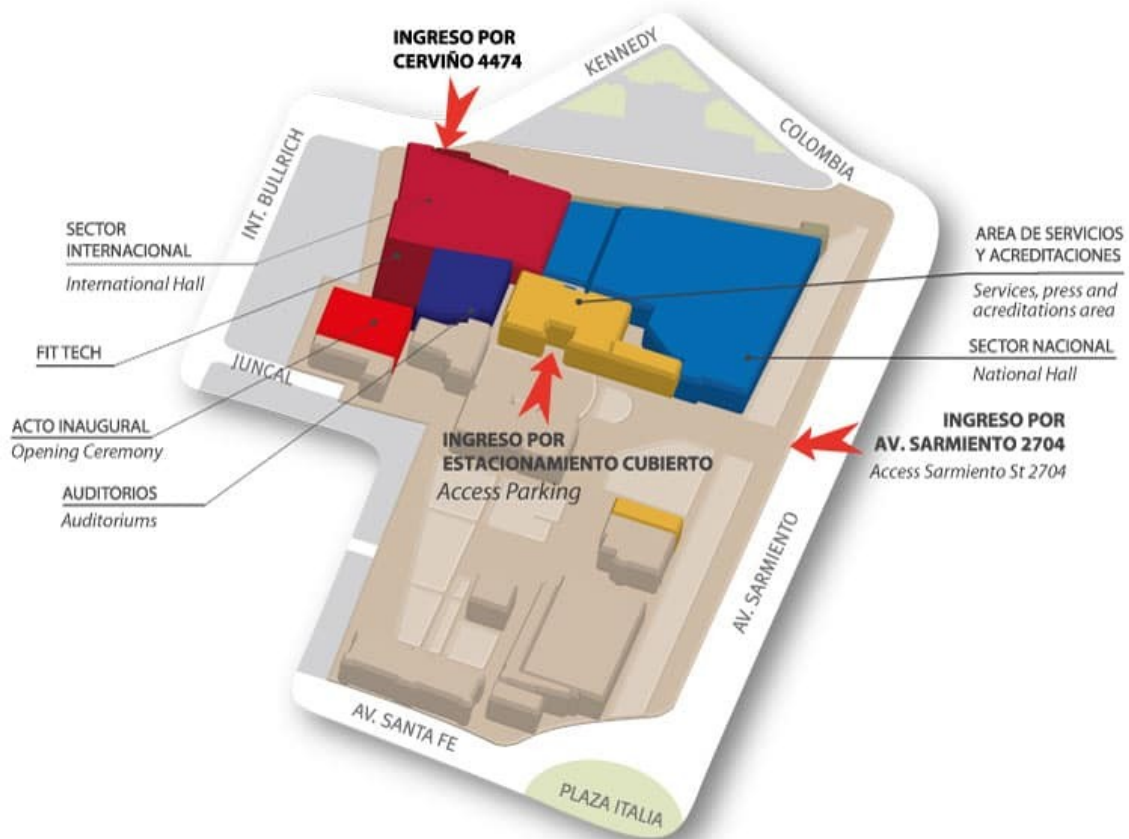 INGRESO POR
CERVIÑO 4474
KENNEDY
COLOMBIA
INT. BULLRICH
SECTOR
INTERNACIONAL
International Hall
AREA DE SERVICIOS
Y ACREDITACIONES
Services, press and
acreditations area
FIT TECH
SECTOR NACIONAL
National Hall
JUNCAL
ACTO INAUGURAL
Opening Ceremony
INGRESO POR
ESTACIONAMIENTO CUBIERTO
Access Parking
INGRESO POR
AV. SARMIENTO 2704
Access Sarmiento St 2704
AUDITORIOS
Auditoriums
AV. SARMIENTO
AV. SANTA FE
PLAZA ITALIA